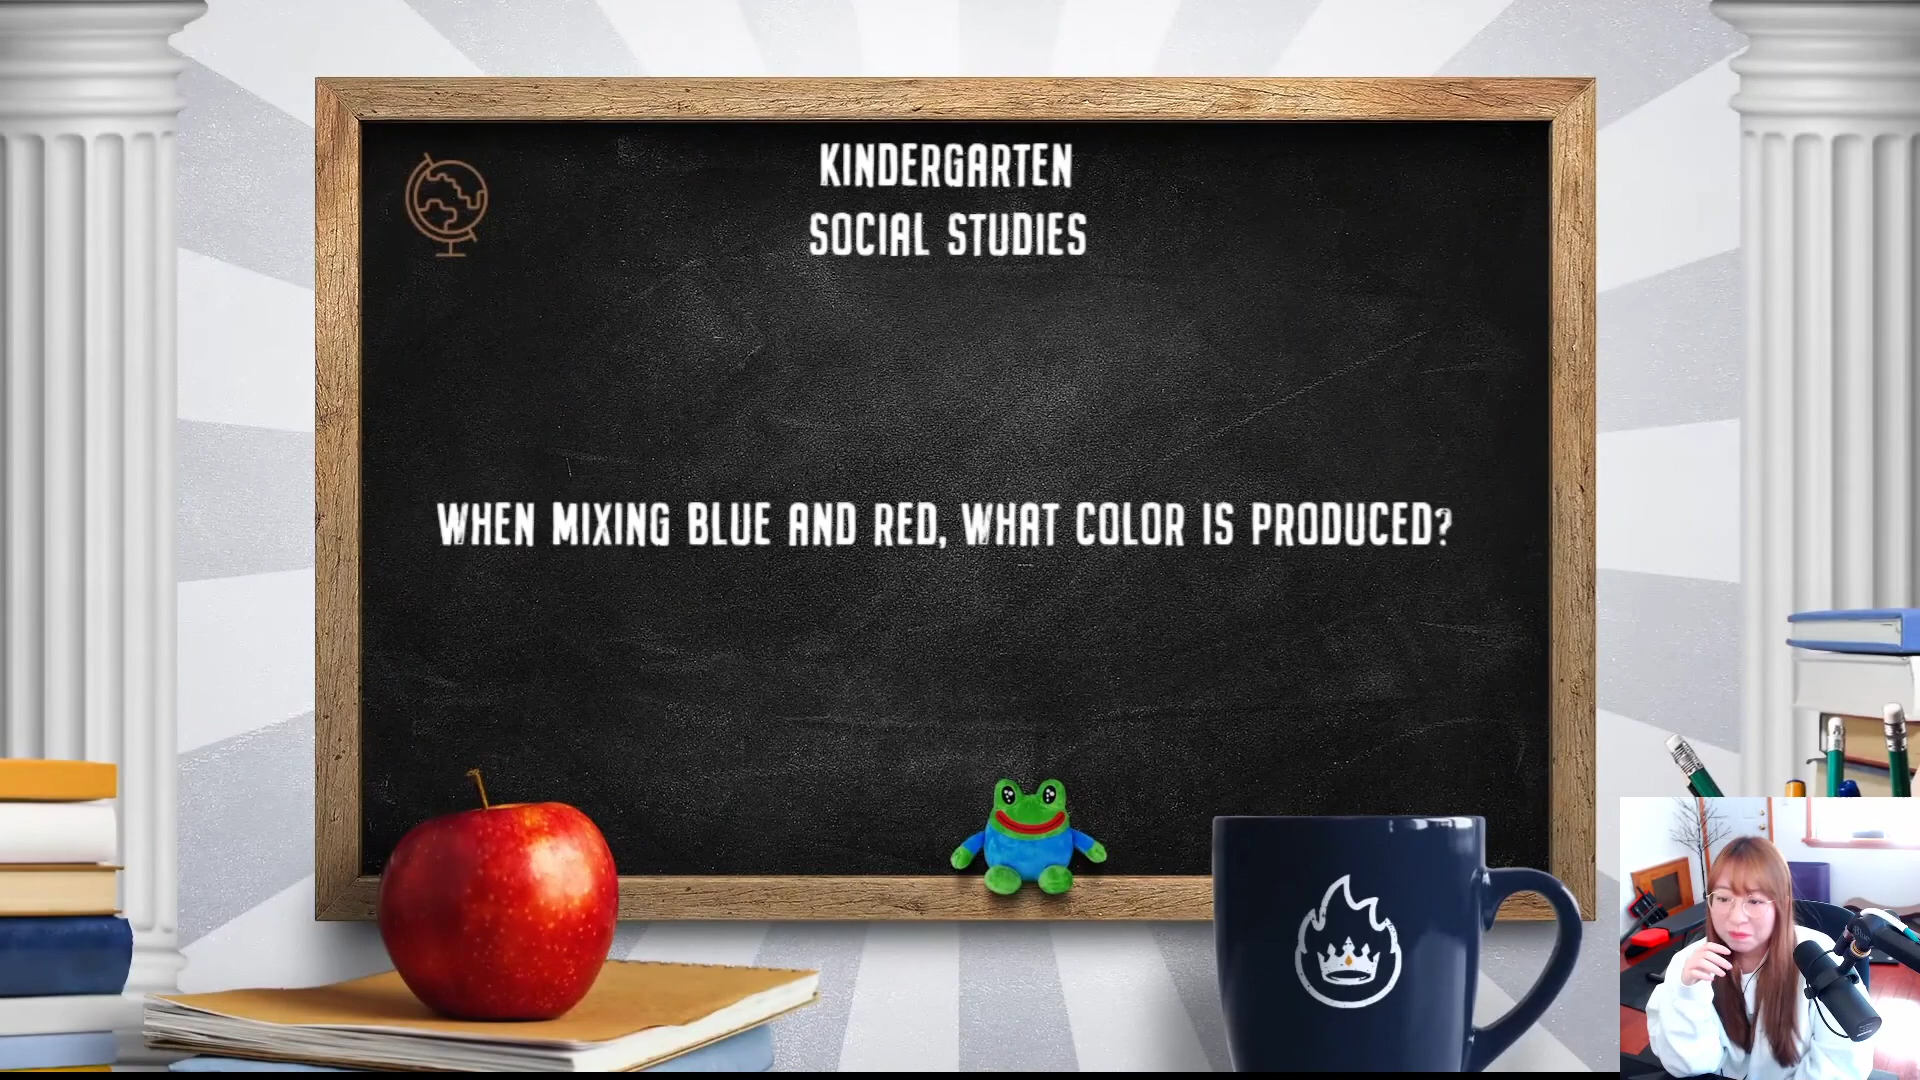 KINDERGARTEN
SOCIAL STUDIES
WHEN MIXING BLUE AND RED, WHAT COLOR IS PRODUCED?